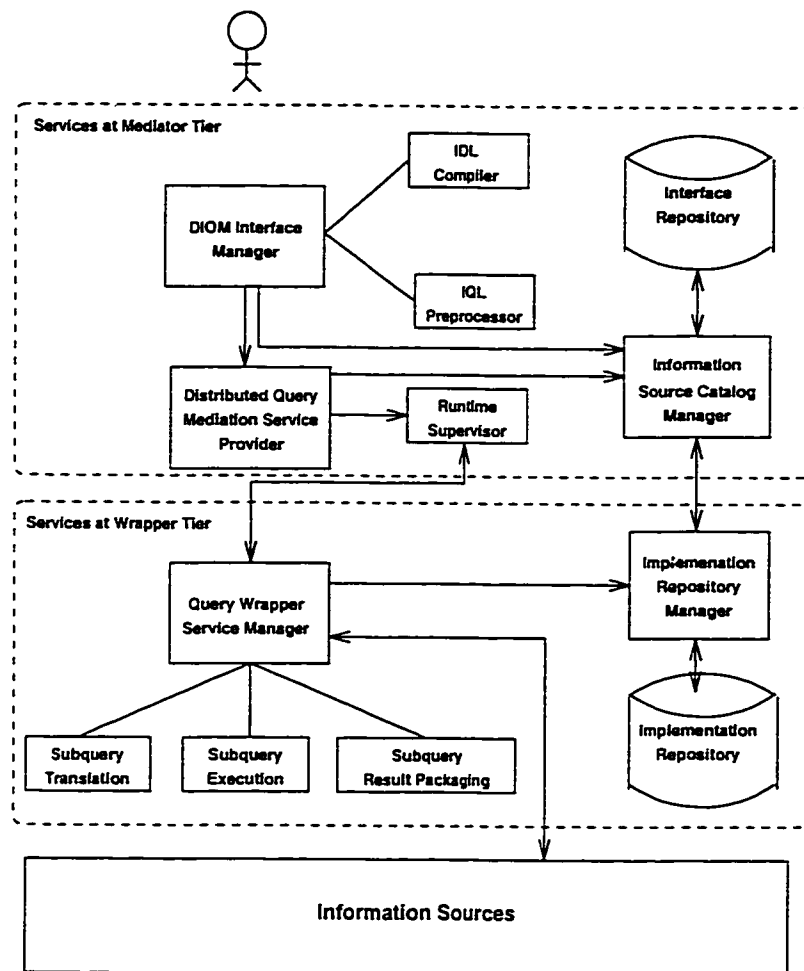 Services at Mediator Tier
IDL
Compiler
Interface
Repository
DIOM Interface
Manager
IQL
Preprocessor
Information
Source Catalog
Manager
Distributed Query
Mediation Service
Provider
Runtime
Supervisor
Services at Wrapper Tier
Implemenation
Repository
Manager
Query Wrapper
Service Manager
Implementation
Repository
Subquery
Translation
Subquery
Execution
Subquery
Result Packaging
Information Sources